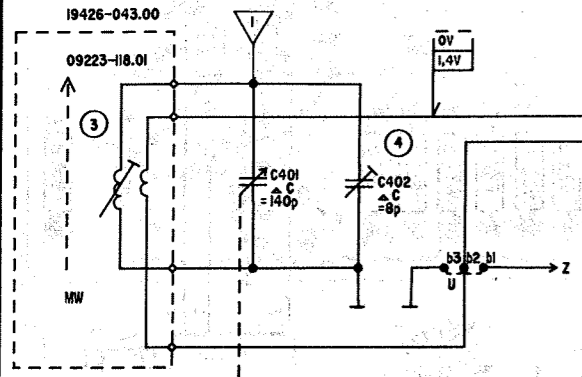 19426-043.00
1
09223-118.01
0V
1,4V
3
4
C401
△ C
=140p
C402
△ C
=8p
MW
b3 b2 b1
U
Z